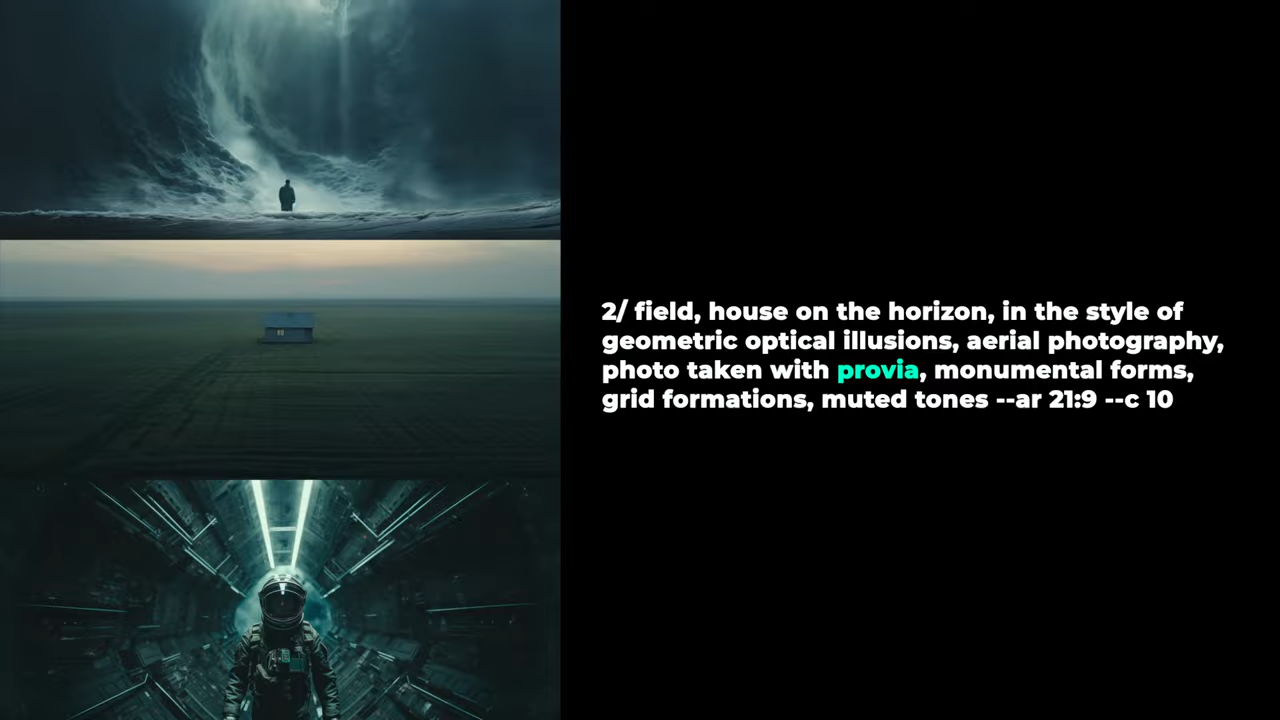 2/ field, house on the horizon, in the style of
geometric optical illusions, aerial photography,
photo taken with provia, monumental forms,
grid formations, muted tones --ar 21:9 --c 10